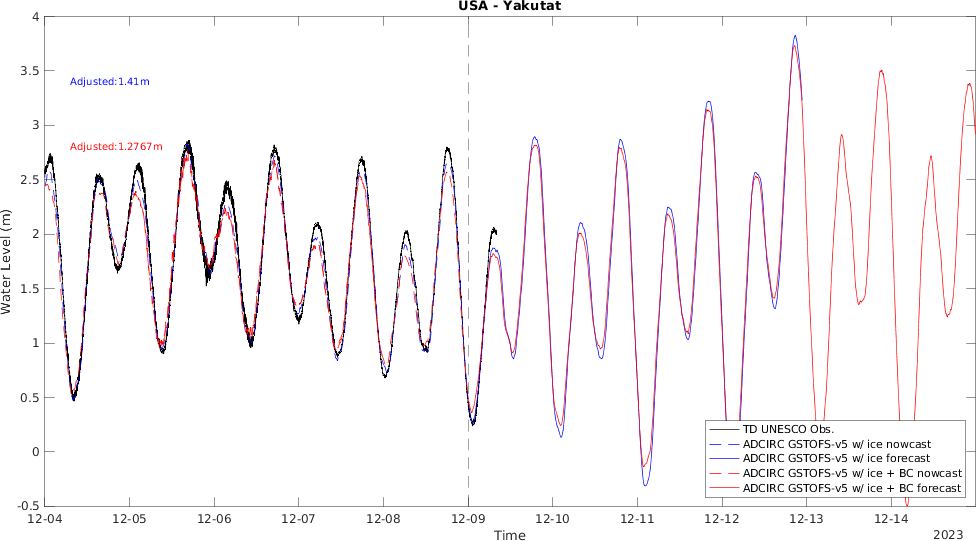 USA - Yakutat
4
3.5
3
2.5
2
1.5
1
0.5
0
-0.5
Water Level (m)
Adjusted:1.41m
Adjusted:1.2767m
TD UNESCO Obs.
ADCIRC GSTOFS-v5 w/ ice nowcast
ADCIRC GSTOFS-v5 w/ ice forecast
ADCIRC GSTOFS-v5 w/ ice + BC nowcast
ADCIRC GSTOFS-v5 w/ ice + BC forecast
12-04 12-05 12-06 12-07 12-08 12-09 12-10 12-11 12-12 12-13 12-14
Time
2023